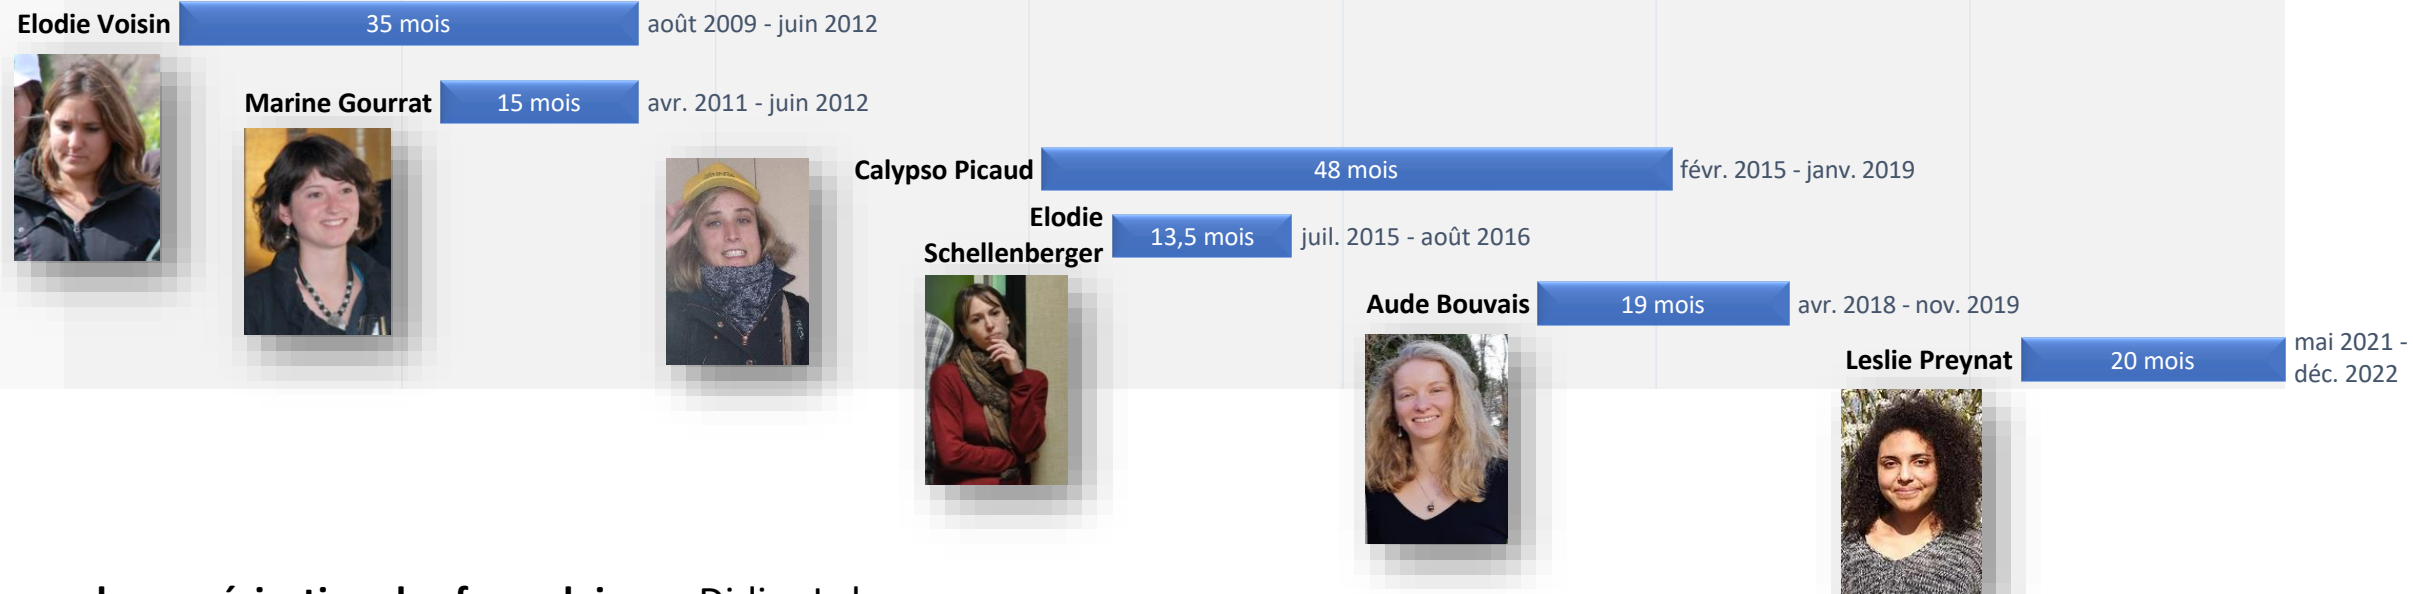 Elodie Voisin 35 mois août 2009 - juin 2012
Marine Gourrat 15 mois avr. 2011 - juin 2012
Calypso Picaud 48 mois févr. 2015 - janv. 2019
Elodie
Schellenberger 13,5 mois juil. 2015 - août 2016
Aude Bouvais 19 mois avr. 2018 - nov. 2019
Leslie Preynat 20 mois mai 2021 -
déc. 2022